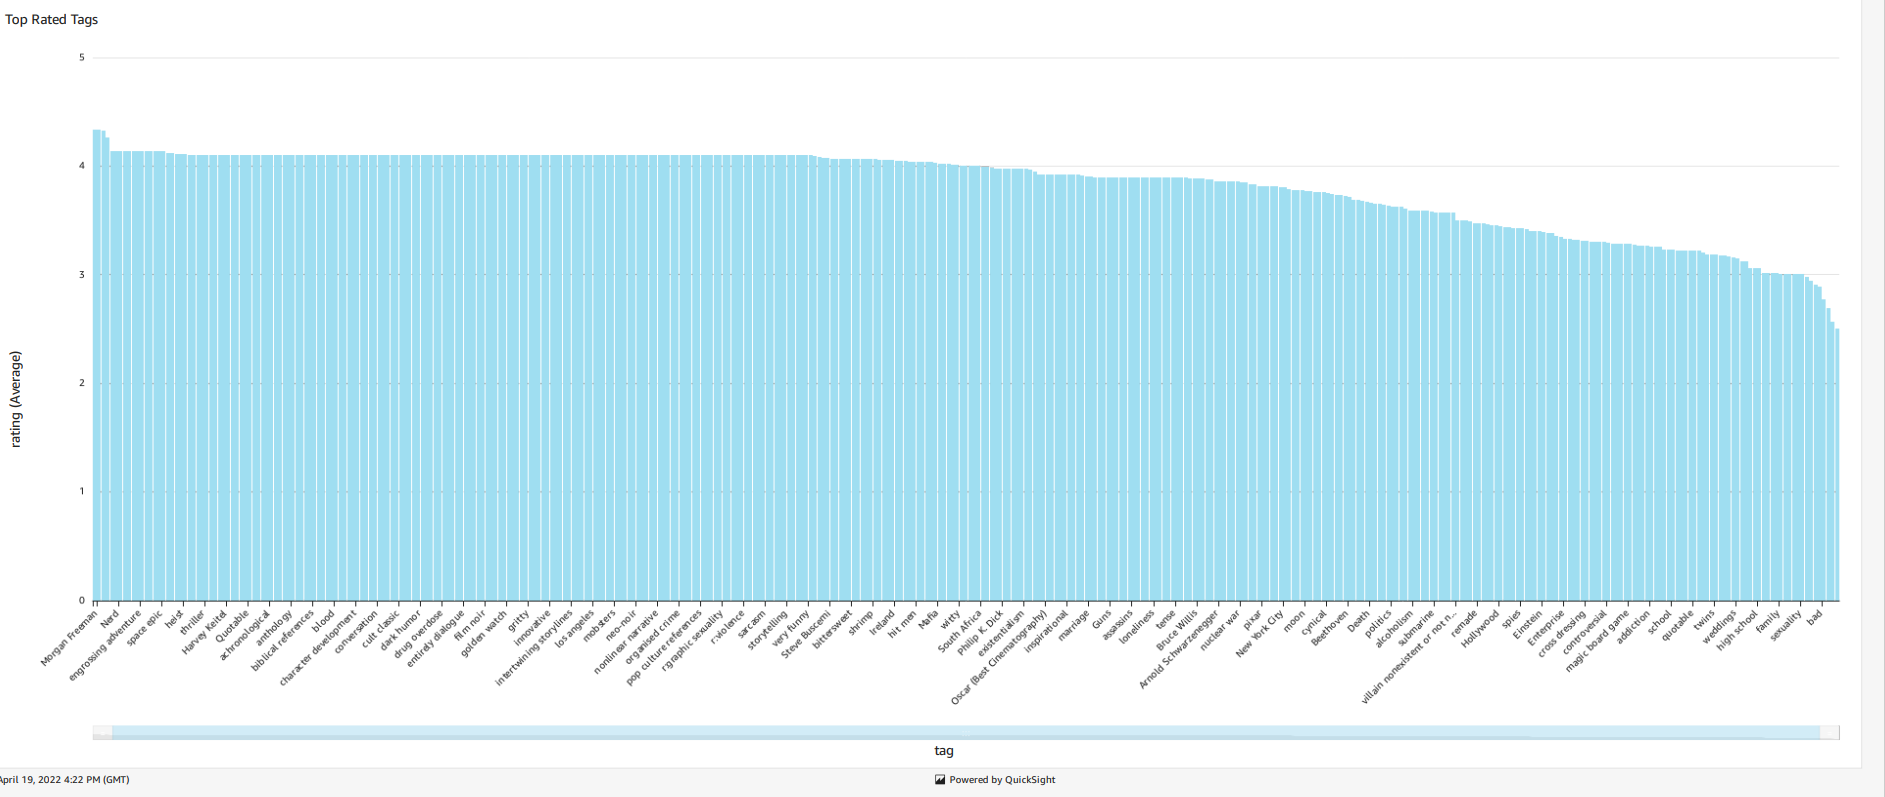 Top Rated Tags
5
4
3
2
1
0
rating (Average)
Morgan Freeman
Nerd
engrossing adventure
space epic
heist
thriller
Harvey Keitel
Quotable
achronological
anthology
biblical references
blood
character development
conversation
cult classic
dark humor
drug overdose
entirely dialogue
film noir
golden watch
gritty
innovative
intertwining storylines
los angeles
mobsters
neo-noir
nonlinear narrative
organised crime
pop culture references
r:graphic sexuality
r:violence
sarcasm
storytelling
very funny
Steve Buscemi
bittersweet
shrimp
Ireland
hit men
Mafia
witty
South Africa
Philip K. Dick
existentialism
Oscar (Best Cinematography)
inspirational
marriage
Guns
assassins
loneliness
tense
Bruce Willis
Arnold Schwarzenegger
nuclear war
pixar
New York City
moon
cynical
Beethoven
Death
politics
alcoholism
submarine
villain nonexistent or not n...
remade
Hollywood
spies
Einstein
Enterprise
cross dressing
controversial
magic board game
addiction
school
quotable
twins
weddings
high school
family
sexuality
bad
tag
April 19, 2022 4:22 PM (GMT)
Powered by QuickSight